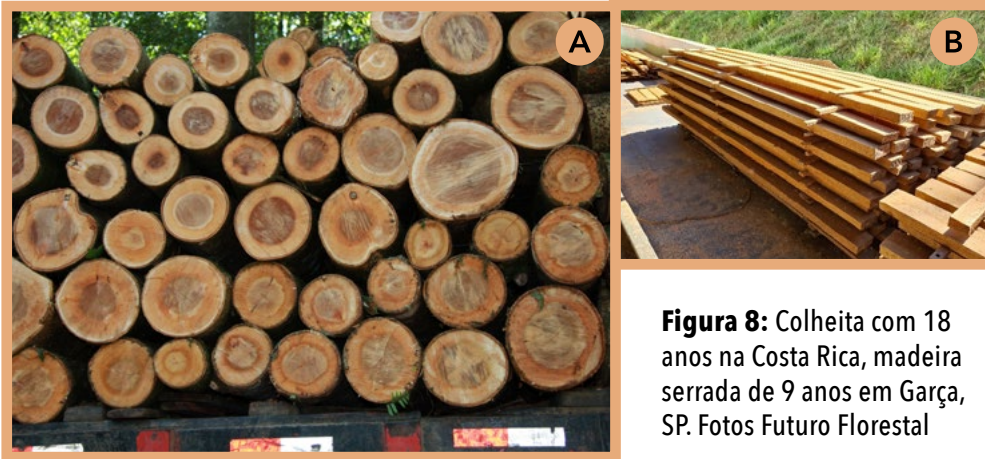 A
B
Figura 8: Colheita com 18
anos na Costa Rica, madeira
serrada de 9 anos em Garça,
SP. Fotos Futuro Florestal